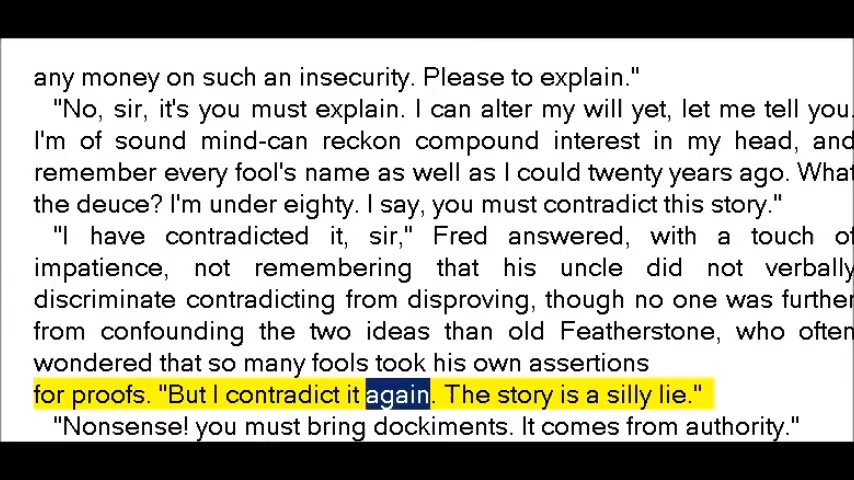 any money on such an insecurity. Please to explain."
"No, sir, it's you must explain. I can alter my will yet, let me tell you.
I'm of sound mind-can reckon compound interest in my head, and
remember every fool's name as well as I could twenty years ago. What
the deuce? I'm under eighty. I say, you must contradict this story."
"I have contradicted it, sir," Fred answered, with a touch of
impatience, not remembering that his uncle did not verbally
discriminate contradicting from disproving, though no one was further
from confounding the two ideas than old Featherstone, who often
wondered that so many fools took his own assertions
for proofs. "But I contradict it again. The story is a silly lie."
"Nonsense! you must bring dockiments. It comes from authority."